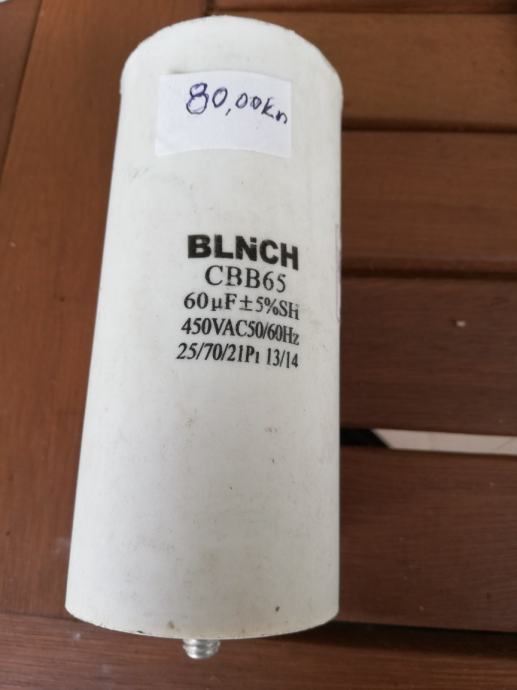 80,00kn
BLNCH
CBB65
60µF±5%SH
450VAC50/60Hz
25/70/21P1 13/14